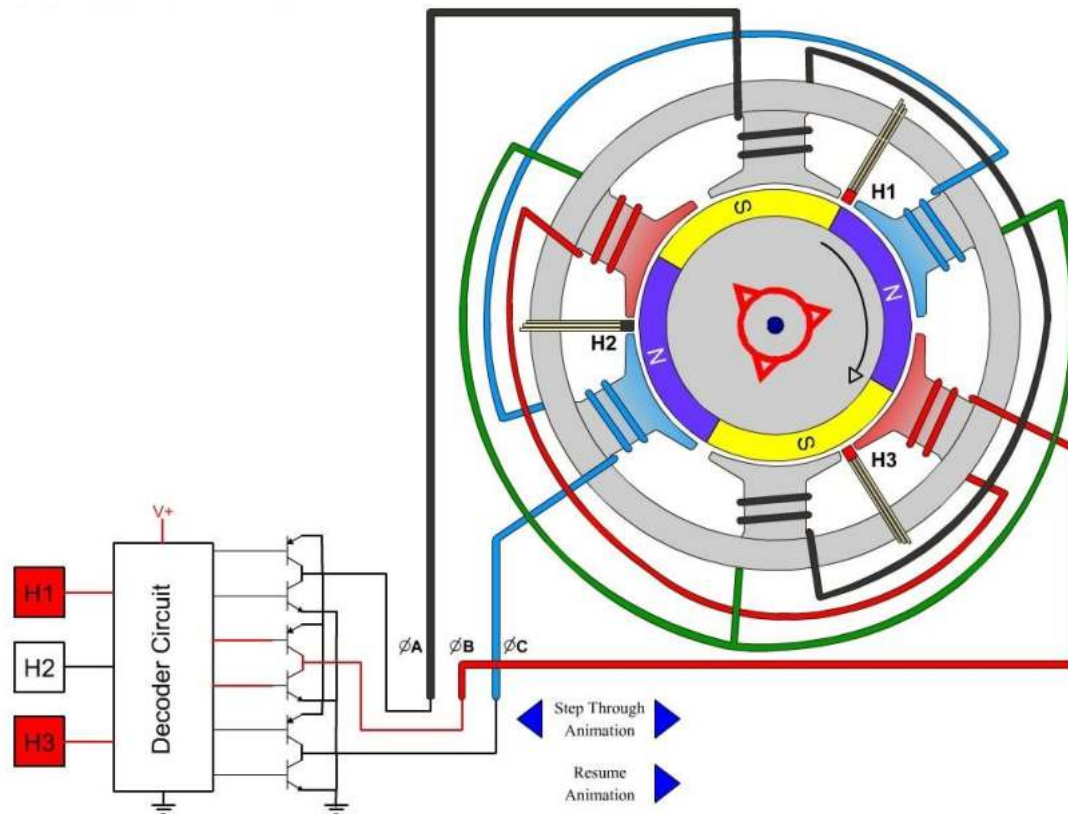 S
H1
N
H2
N
H3
S
V+
H1
H2
H3
Decoder Circuit
ØA
ØB
ØC
Step Through
Animation
Resume
Animation